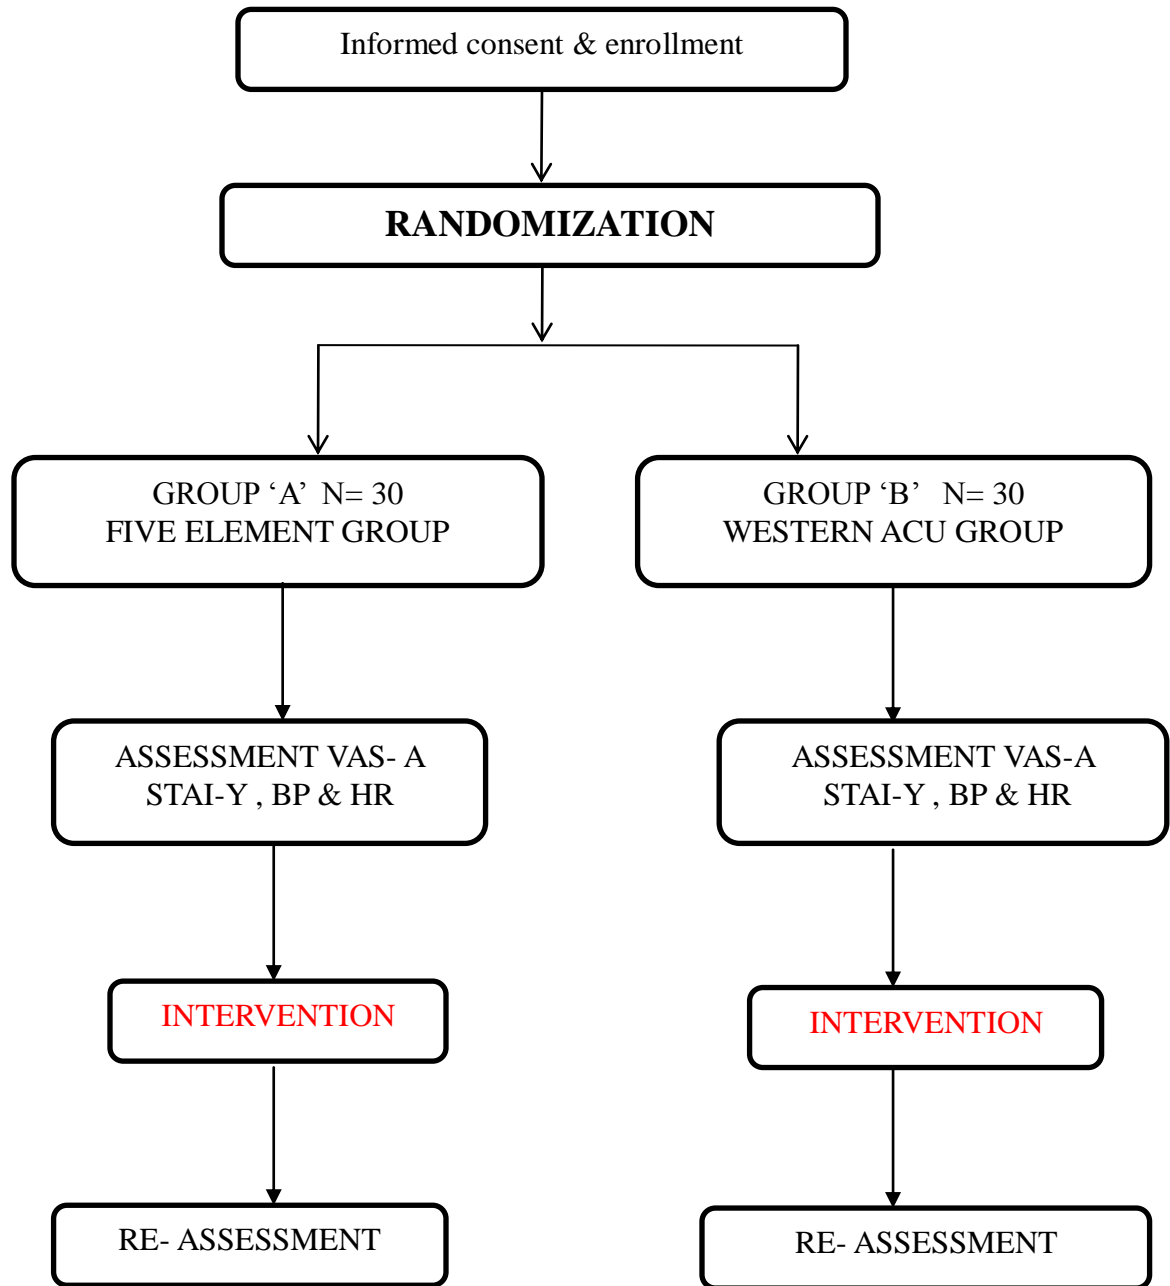 Informed consent & enrollment
RANDOMIZATION
GROUP ‘A’ N= 30
FIVE ELEMENT GROUP
GROUP ‘B’ N= 30
WESTERN ACU GROUP
ASSESSMENT VAS- A
STAI-Y , BP & HR
ASSESSMENT VAS-A
STAI-Y , BP & HR
INTERVENTION
INTERVENTION
RE- ASSESSMENT
RE- ASSESSMENT